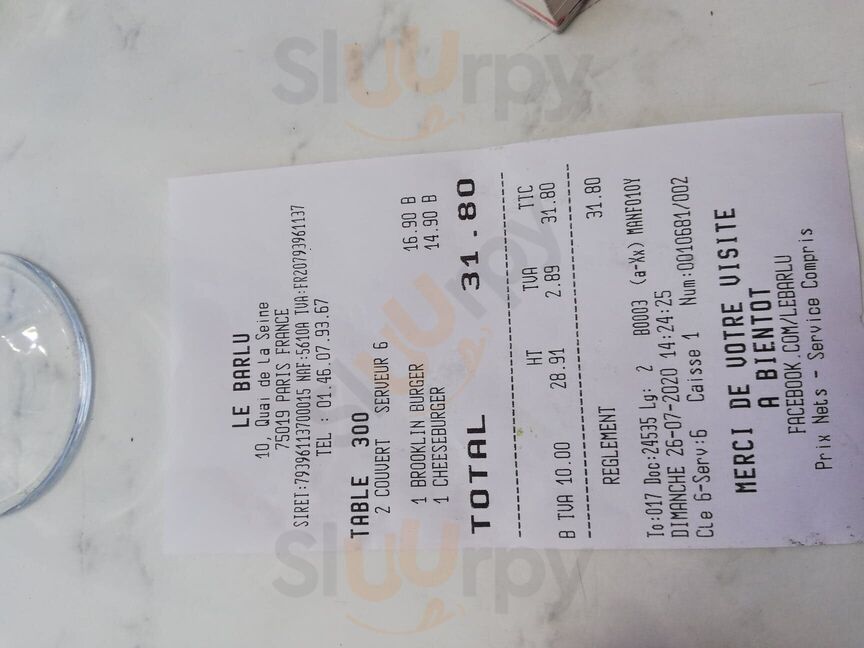 LE BARLU
10, Quai de La Seine
75019 PARIS FRANCE
SIRET:79396113700015 NAF:5610A TVA:FR20793961137
TEL : 01.46.07.93.67
TABLE 300
2 COUVERT SERVEUR 6
1 BROOKLIN BURGER 16.90 B
1 CHEESEBURGER 14.90 B
TOTAL 31.80
HT TVA TTC
B TVA 10.00 28.91 2.89 31.80
REGLEMENT 31.80
To:017 Doc:24535 Lg: 2 B0003 (a-Xx) MANF010Y
DIMANCHE 26-07-2020 14:24:25
Cle 6-Serv:6 Caisse 1 Num:0010681/002
MERCI DE VOTRE VISITE
A BIENTOT
FACEBOOK.COM/LEBARLU
Prix Nets - Service Compris
Sluurpy
Sluurpy
Sluurpy